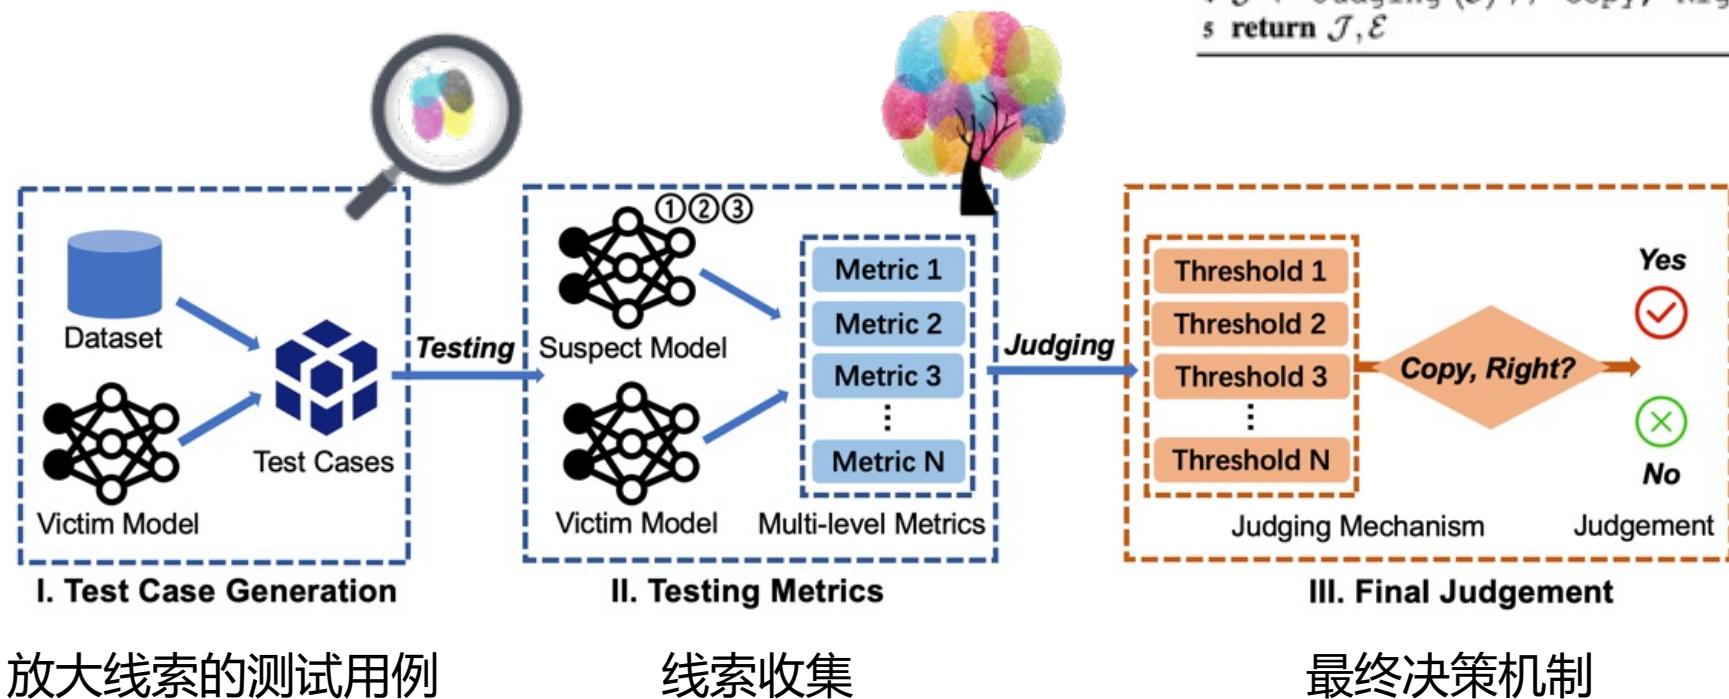 5 return 𝒥, ℰ
①②③
Dataset
Victim Model
Test Cases
I. Test Case Generation
放大线索的测试用例
Testing
Suspect Model
Victim Model
Metric 1
Metric 2
Metric 3
⋮
Metric N
Multi-level Metrics
II. Testing Metrics
线索收集
Judging
Threshold 1
Threshold 2
Threshold 3
⋮
Threshold N
Judging Mechanism
Copy, Right?
Yes
No
Judgement
III. Final Judgement
最终决策机制